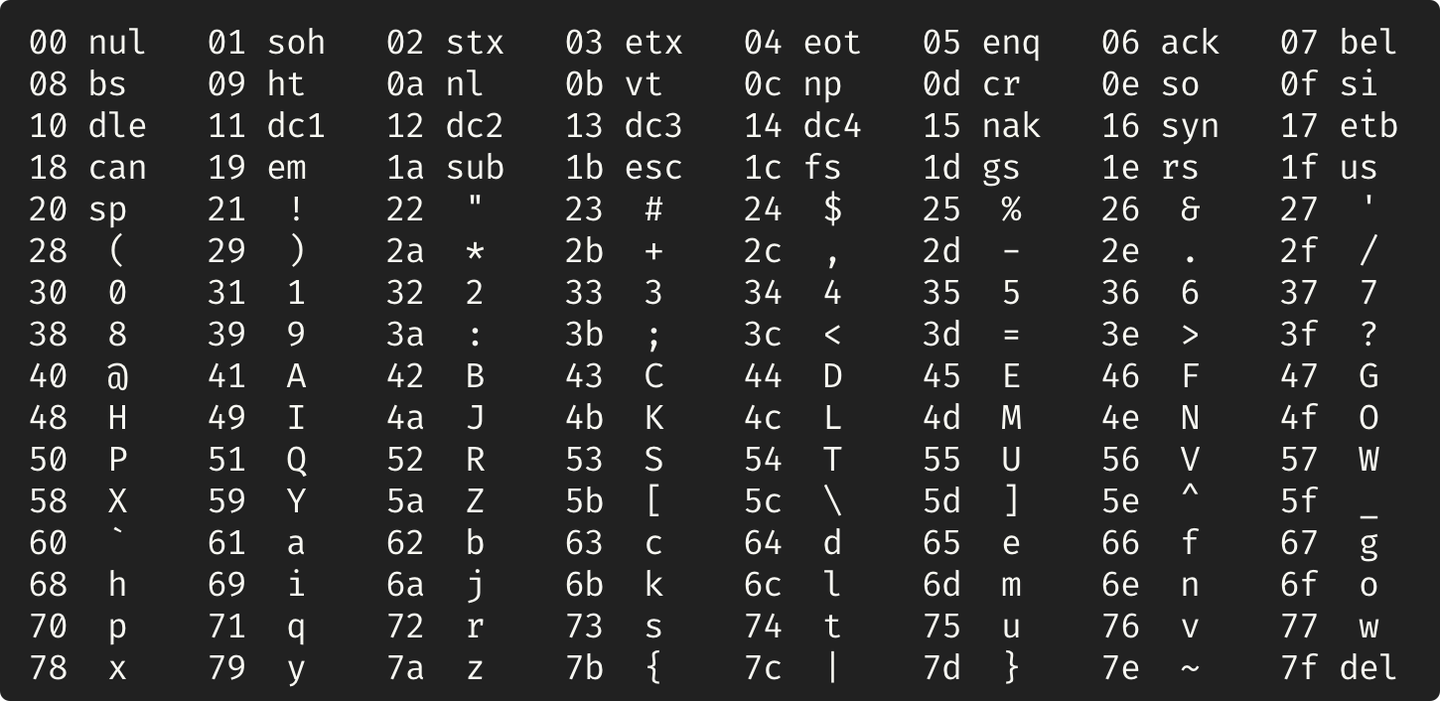 00 nul   01 soh   02 stx   03 etx   04 eot   05 enq   06 ack   07 bel
08 bs    09 ht    0a nl    0b vt    0c np    0d cr    0e so    0f si
10 dle   11 dc1   12 dc2   13 dc3   14 dc4   15 nak   16 syn   17 etb
18 can   19 em    1a sub   1b esc   1c fs    1d gs    1e rs    1f us
20 sp    21  !    22  "    23  #    24  $    25  %    26  &    27  '
28  (    29  )    2a  *    2b  +    2c  ,    2d  -    2e  .    2f  /
30  0    31  1    32  2    33  3    34  4    35  5    36  6    37  7
38  8    39  9    3a  :    3b  ;    3c  <    3d  =    3e  >    3f  ?
40  @    41  A    42  B    43  C    44  D    45  E    46  F    47  G
48  H    49  I    4a  J    4b  K    4c  L    4d  M    4e  N    4f  O
50  P    51  Q    52  R    53  S    54  T    55  U    56  V    57  W
58  X    59  Y    5a  Z    5b  [    5c  \    5d  ]    5e  ^    5f  _
60  `    61  a    62  b    63  c    64  d    65  e    66  f    67  g
68  h    69  i    6a  j    6b  k    6c  l    6d  m    6e  n    6f  o
70  p    71  q    72  r    73  s    74  t    75  u    76  v    77  w
78  x    79  y    7a  z    7b  {    7c  |    7d  }    7e  ~    7f del